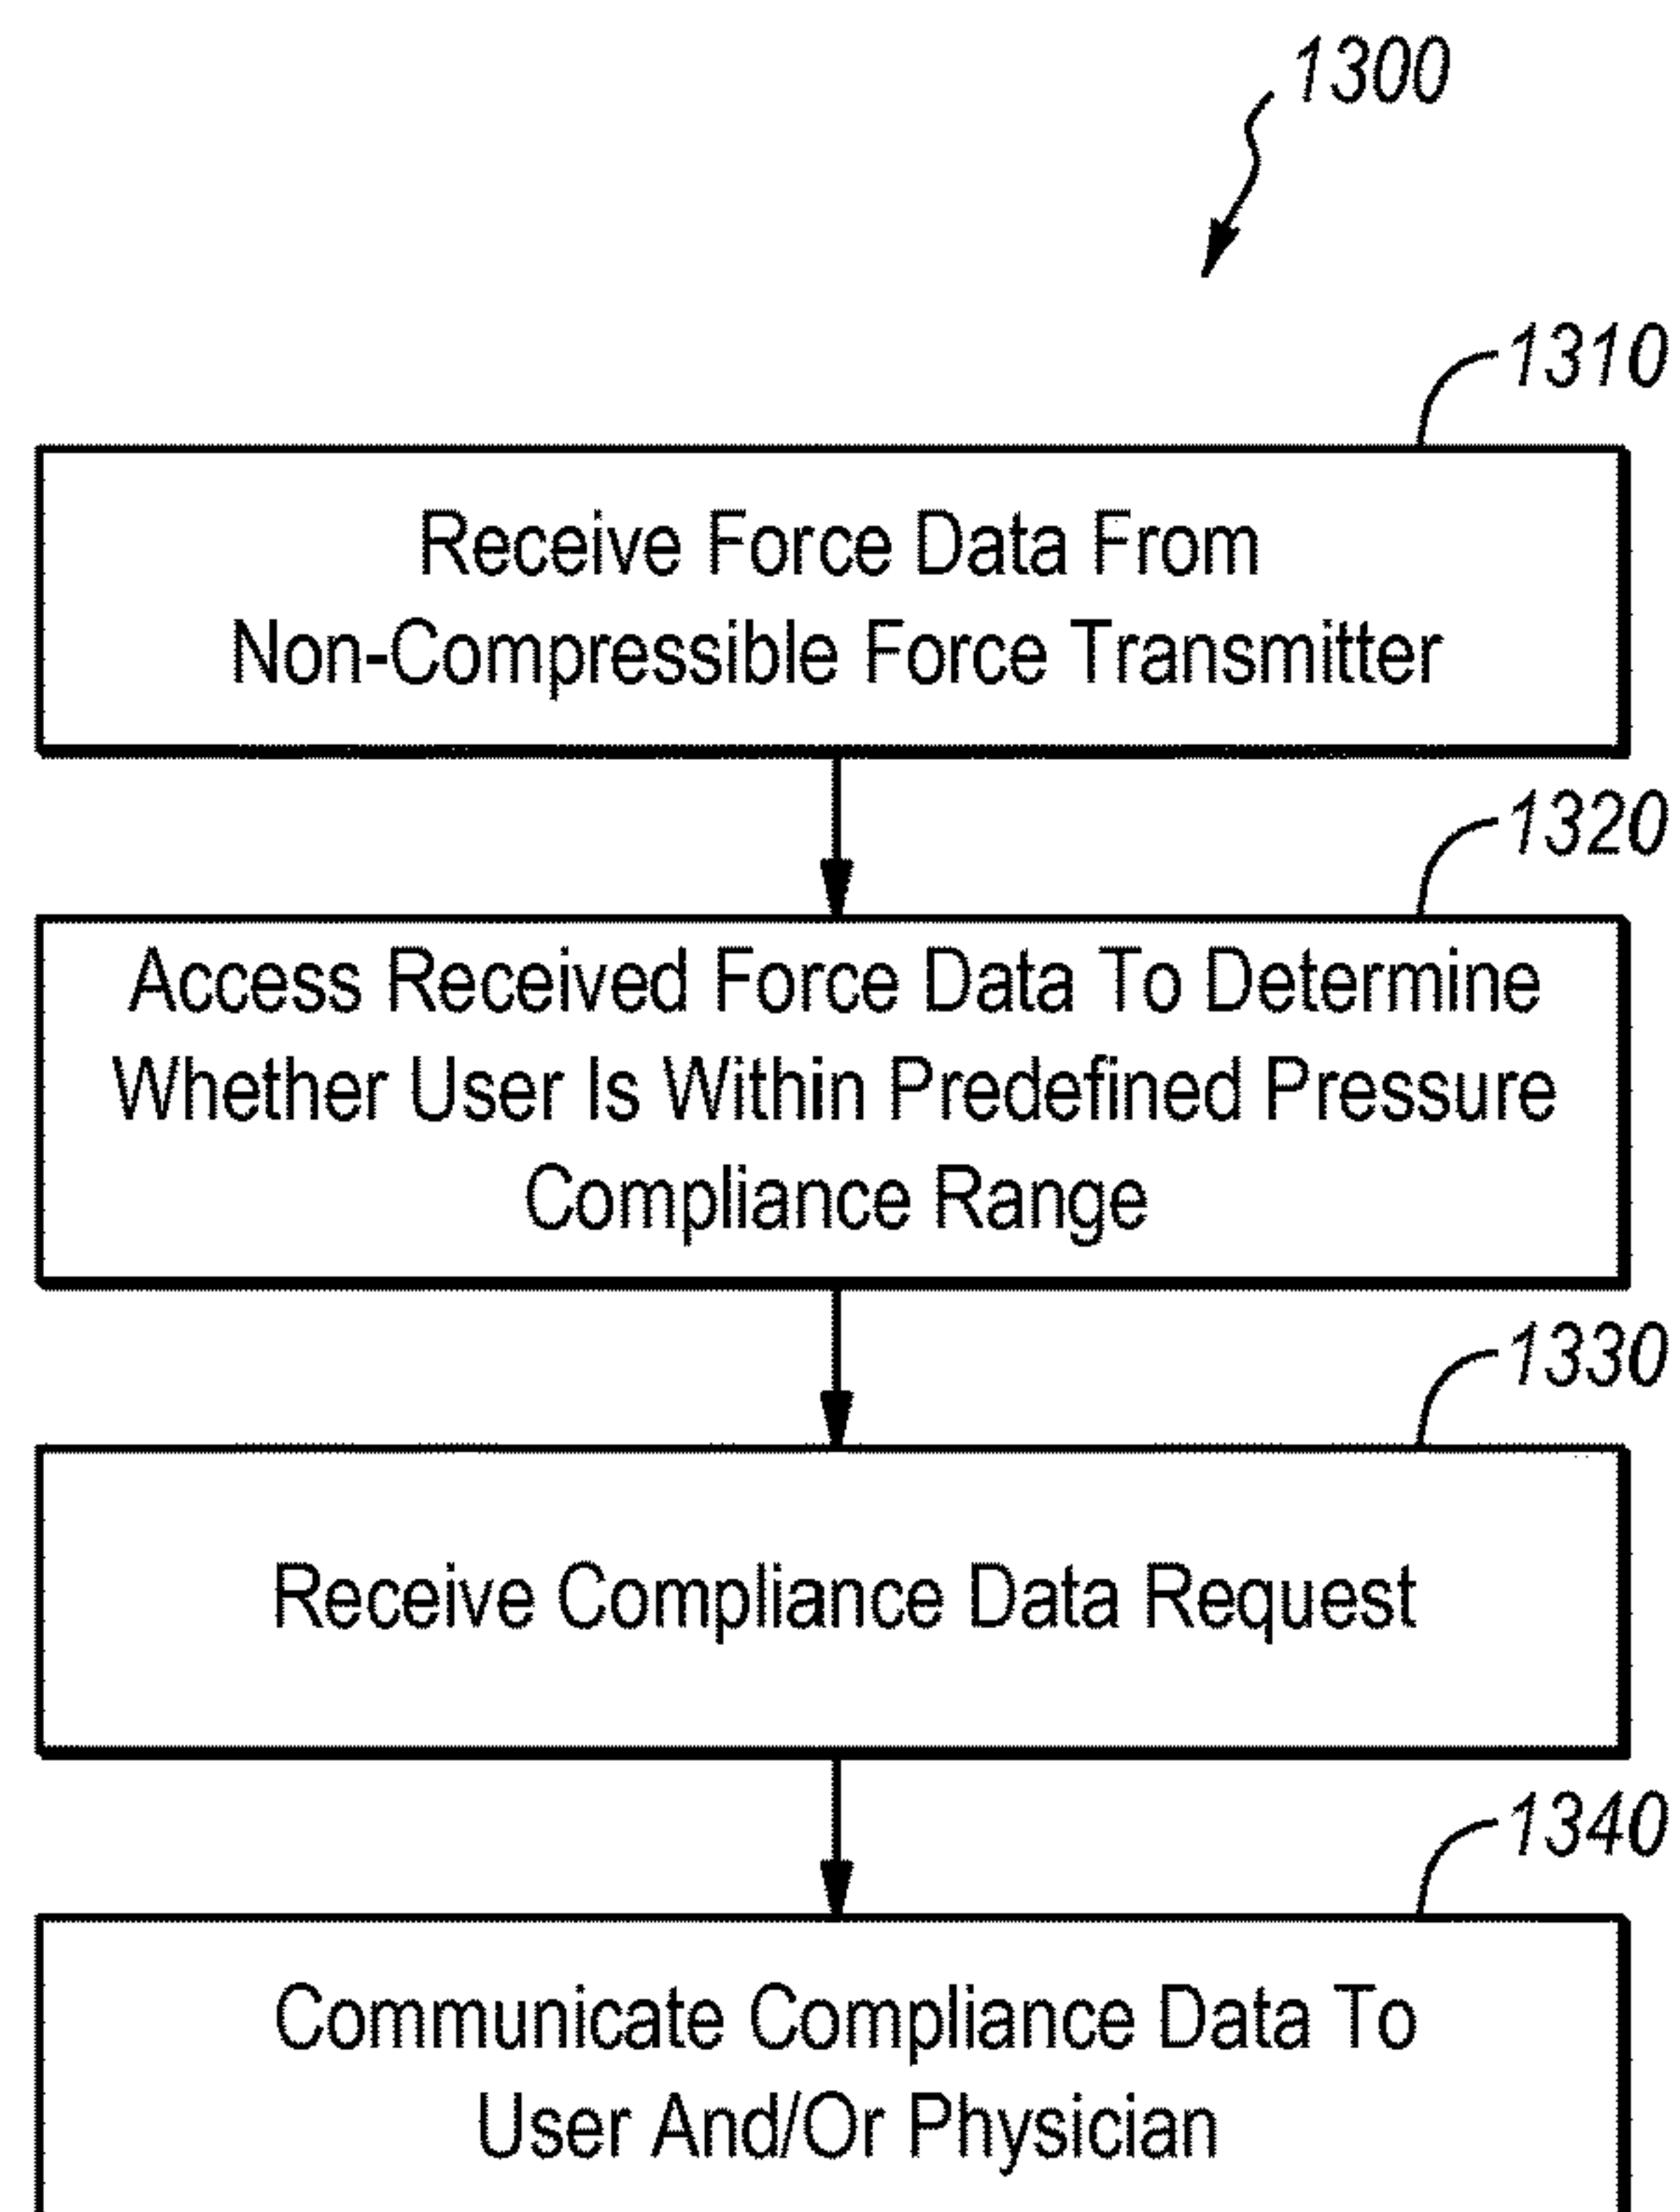 1300
1310
Receive Force Data From
Non-Compressible Force Transmitter
1320
Access Received Force Data To Determine
Whether User Is Within Predefined Pressure
Compliance Range
1330
Receive Compliance Data Request
1340
Communicate Compliance Data To
User And/Or Physician